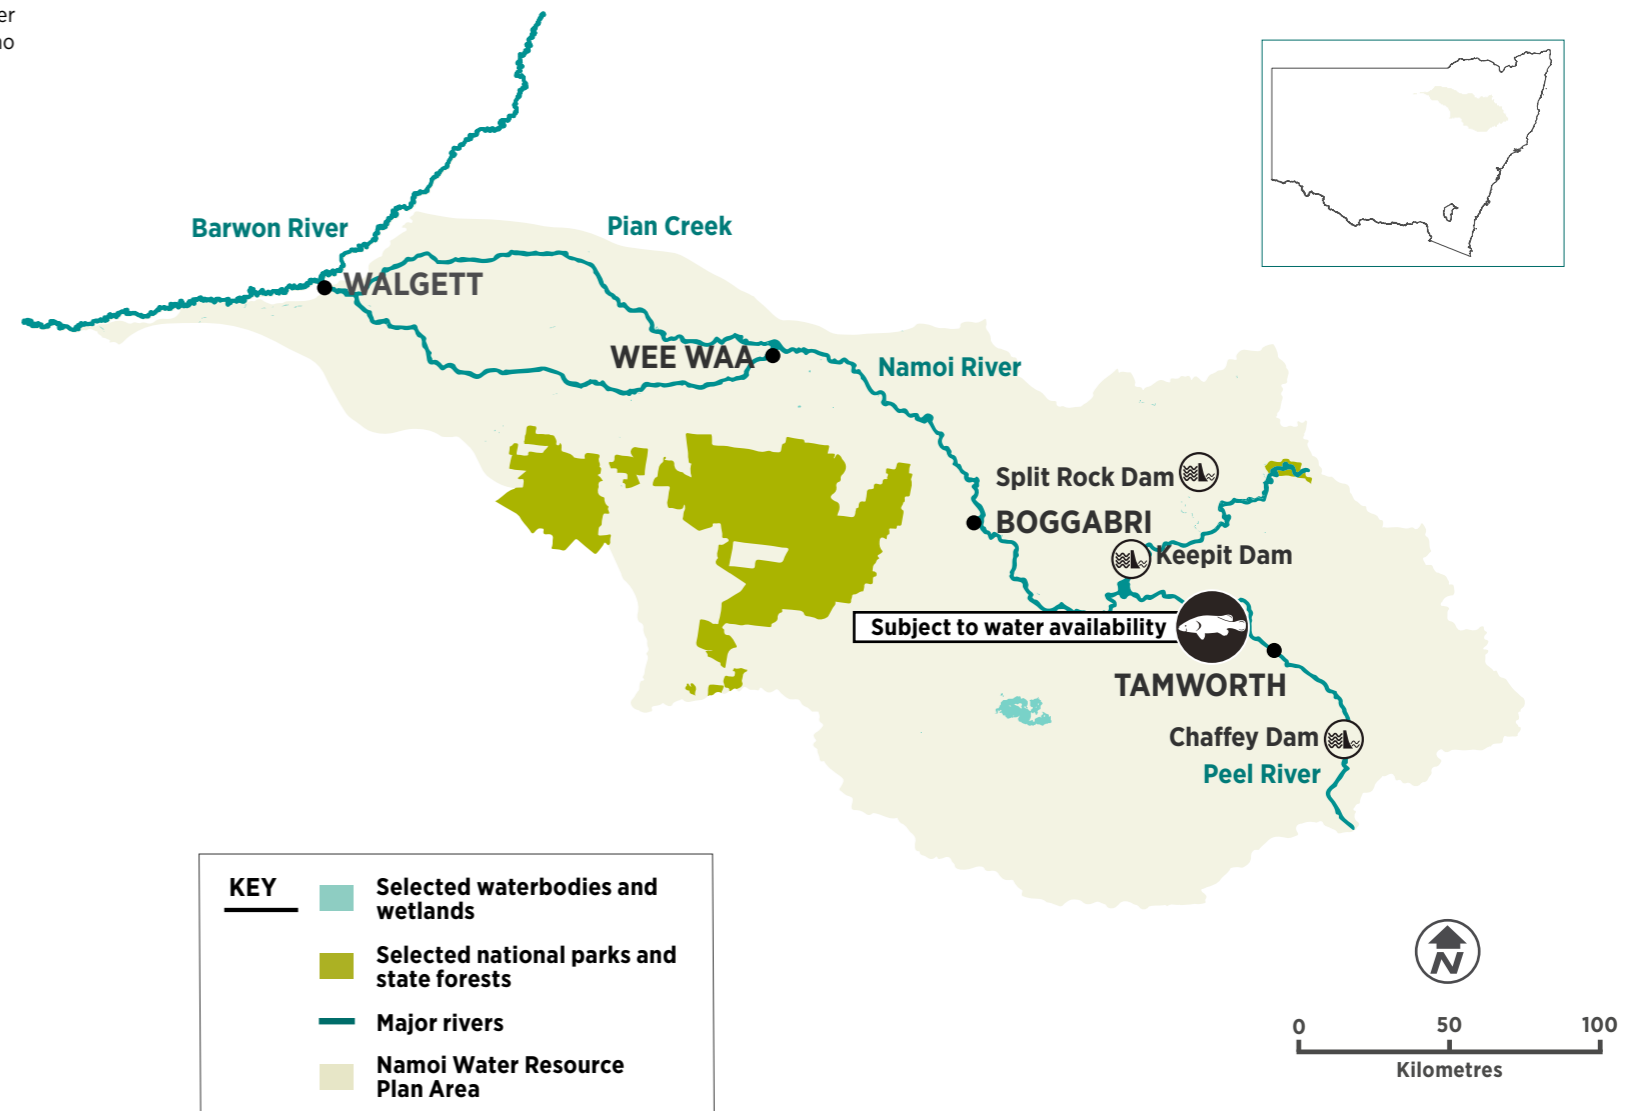 er
no
Barwon River
Pian Creek
WALGETT
WEE WAA
Namoi River
Split Rock Dam
BOGGABRI
Keepit Dam
Subject to water availability
TAMWORTH
Chaffey Dam
Peel River
KEY
Selected waterbodies and
wetlands
Selected national parks and
state forests
Major rivers
Namoi Water Resource
Plan Area
N
0 50 100
Kilometres